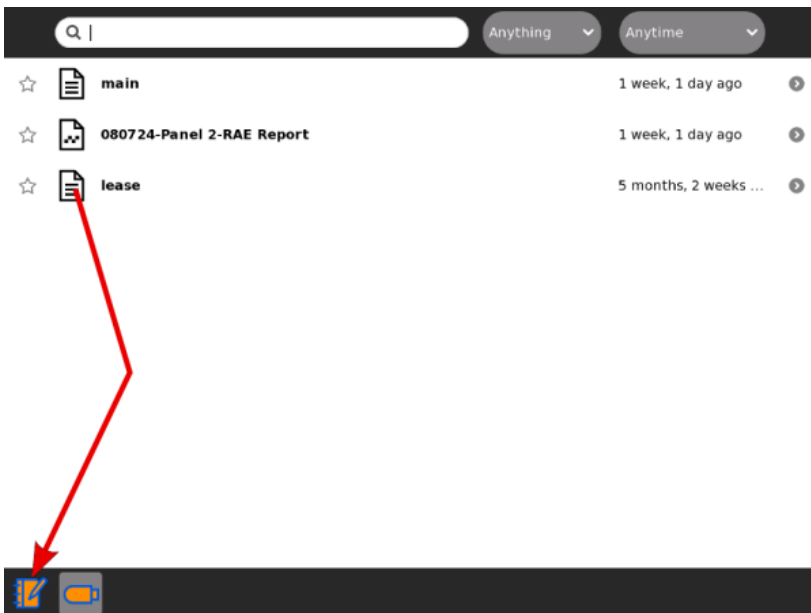 Anything Anytime
main 1 week, 1 day ago
080724-Panel 2-RAE Report 1 week, 1 day ago
lease 5 months, 2 weeks ...